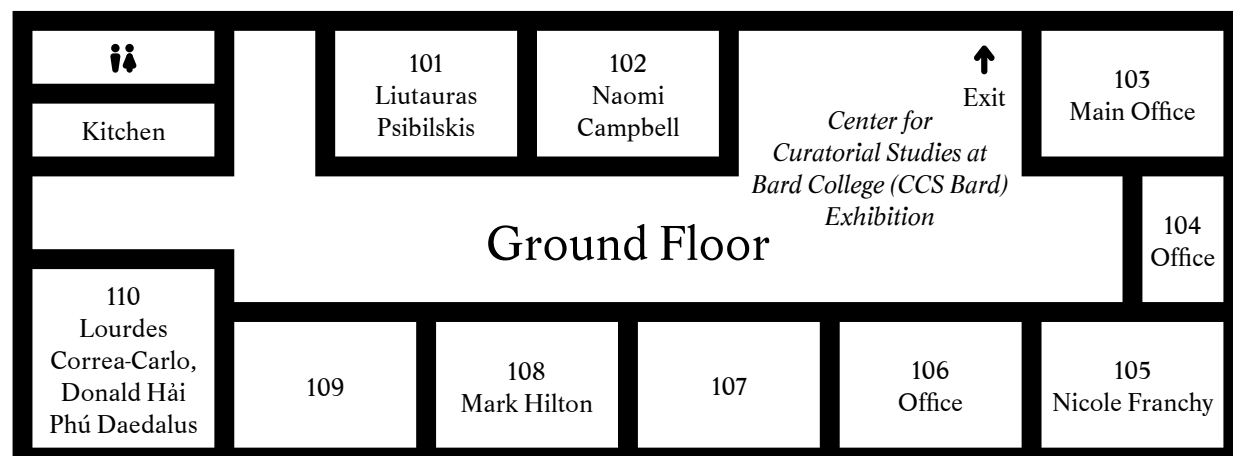 101
Liutauras
Psibilskis
102
Naomi
Campbell
Exit
103
Main Office
Kitchen
Center for
Curatorial Studies at
Bard College (CCS Bard)
Exhibition
Ground Floor
104
Office
110
Lourdes
Correa-Carlo,
Donald Hải
Phú Daedalus
109
108
Mark Hilton
107
106
Office
105
Nicole Franchy